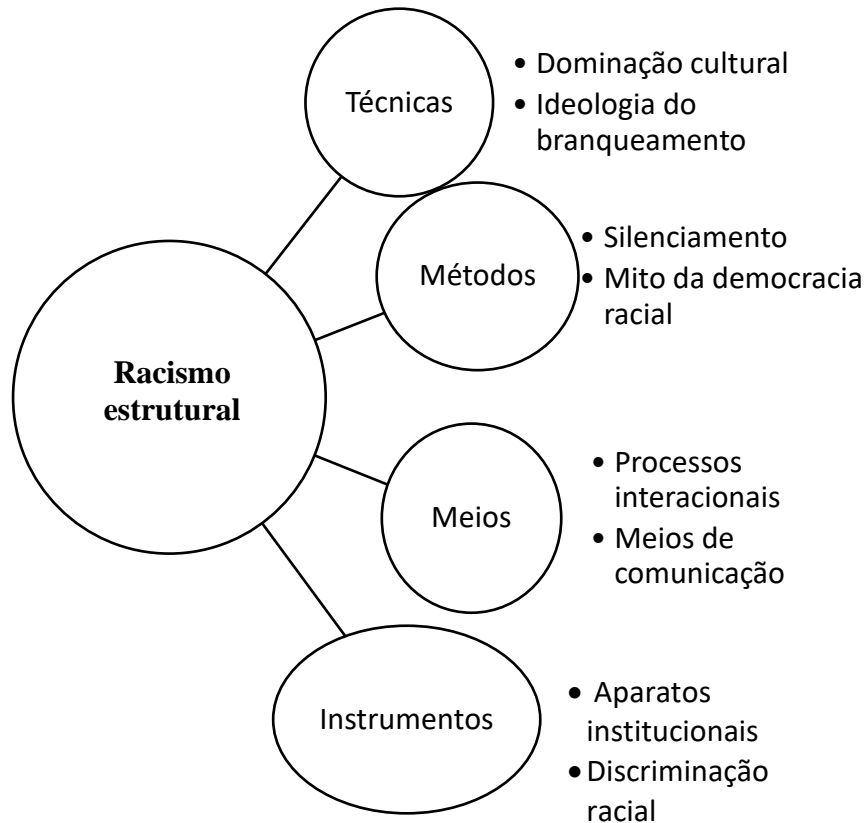 Técnicas
• Dominação cultural
• Ideologia do
branqueamento
Métodos
• Silenciamento
• Mito da democracia
racial
Racismo
estrutural
Meios
• Processos
interacionais
• Meios de
comunicação
Instrumentos
• Aparatos
institucionais
• Discriminação
racial